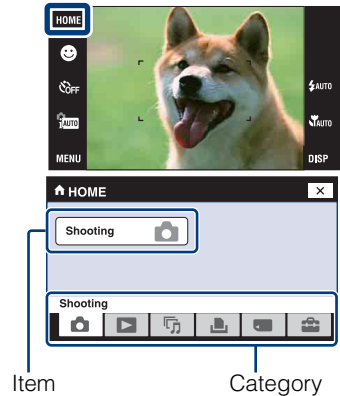 HOME
OFF
AUTO
AUTO
AUTO
MENU
DISP
HOME
×
Shooting
Shooting
Item
Category